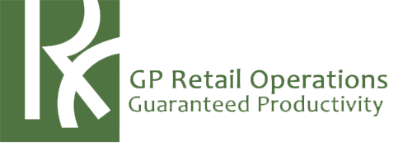 GP Retail Operations
Guaranteed Productivity